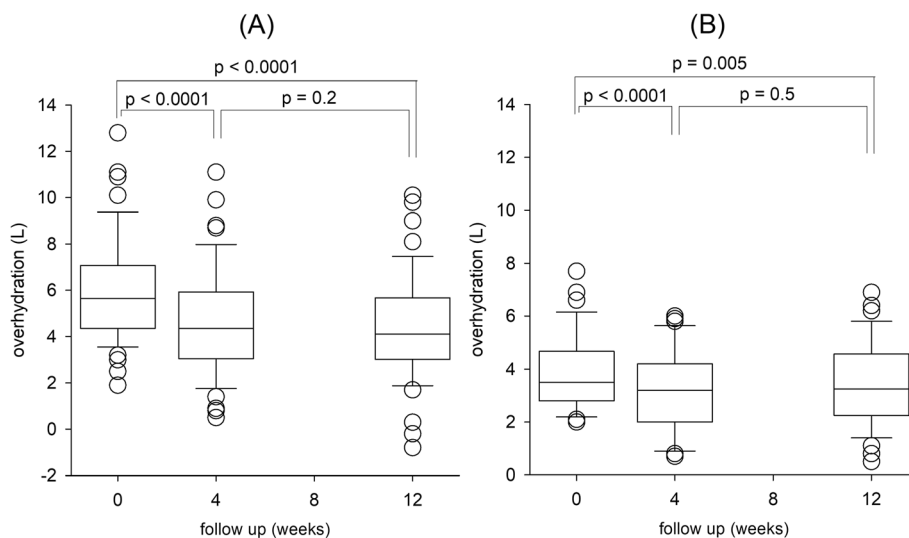 (A)
p < 0.0001
p < 0.0001
p = 0.2
14
12
10
8
6
4
2
0
-2
overhydration (L)
0
4
8
12
follow up (weeks)
(B)
p = 0.005
p < 0.0001
p = 0.5
14
12
10
8
6
4
2
0
overhydration (L)
0
4
8
12
follow up (weeks)